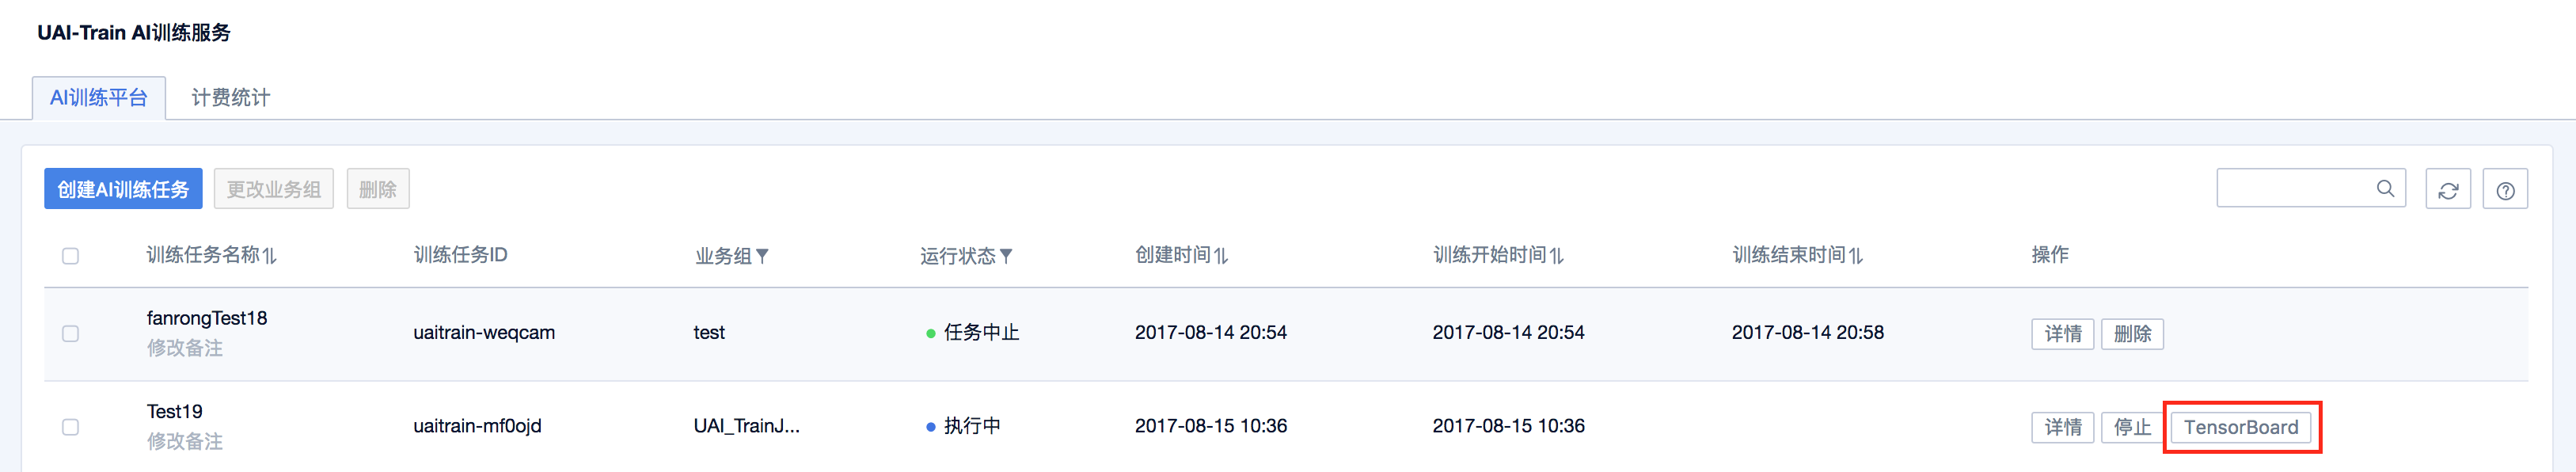 UAI-Train AI训练服务
AI训练平台 计费统计
创建AI训练任务 更改业务组 删除
训练任务名称 训练任务ID 业务组 运行状态 创建时间 训练开始时间 训练结束时间 操作
fanrongTest18
修改备注
uaitrain-weqcam test 任务中止 2017-08-14 20:54 2017-08-14 20:54 2017-08-14 20:58 详情 删除
Test19
修改备注
uaitrain-mf0ojd UAI_TrainJ... 执行中 2017-08-15 10:36 2017-08-15 10:36 详情 停止 TensorBoard